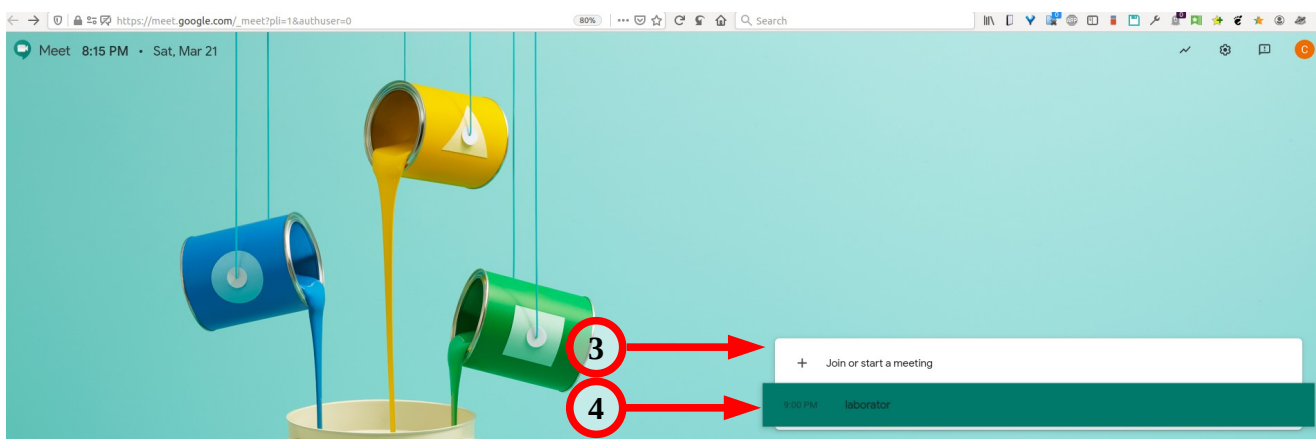 https://meet.google.com/_meet?pli=1&authuser=0 80% Search
Meet 8:15 PM • Sat, Mar 21 C
3
+ Join or start a meeting
4
9:00 PM laborator